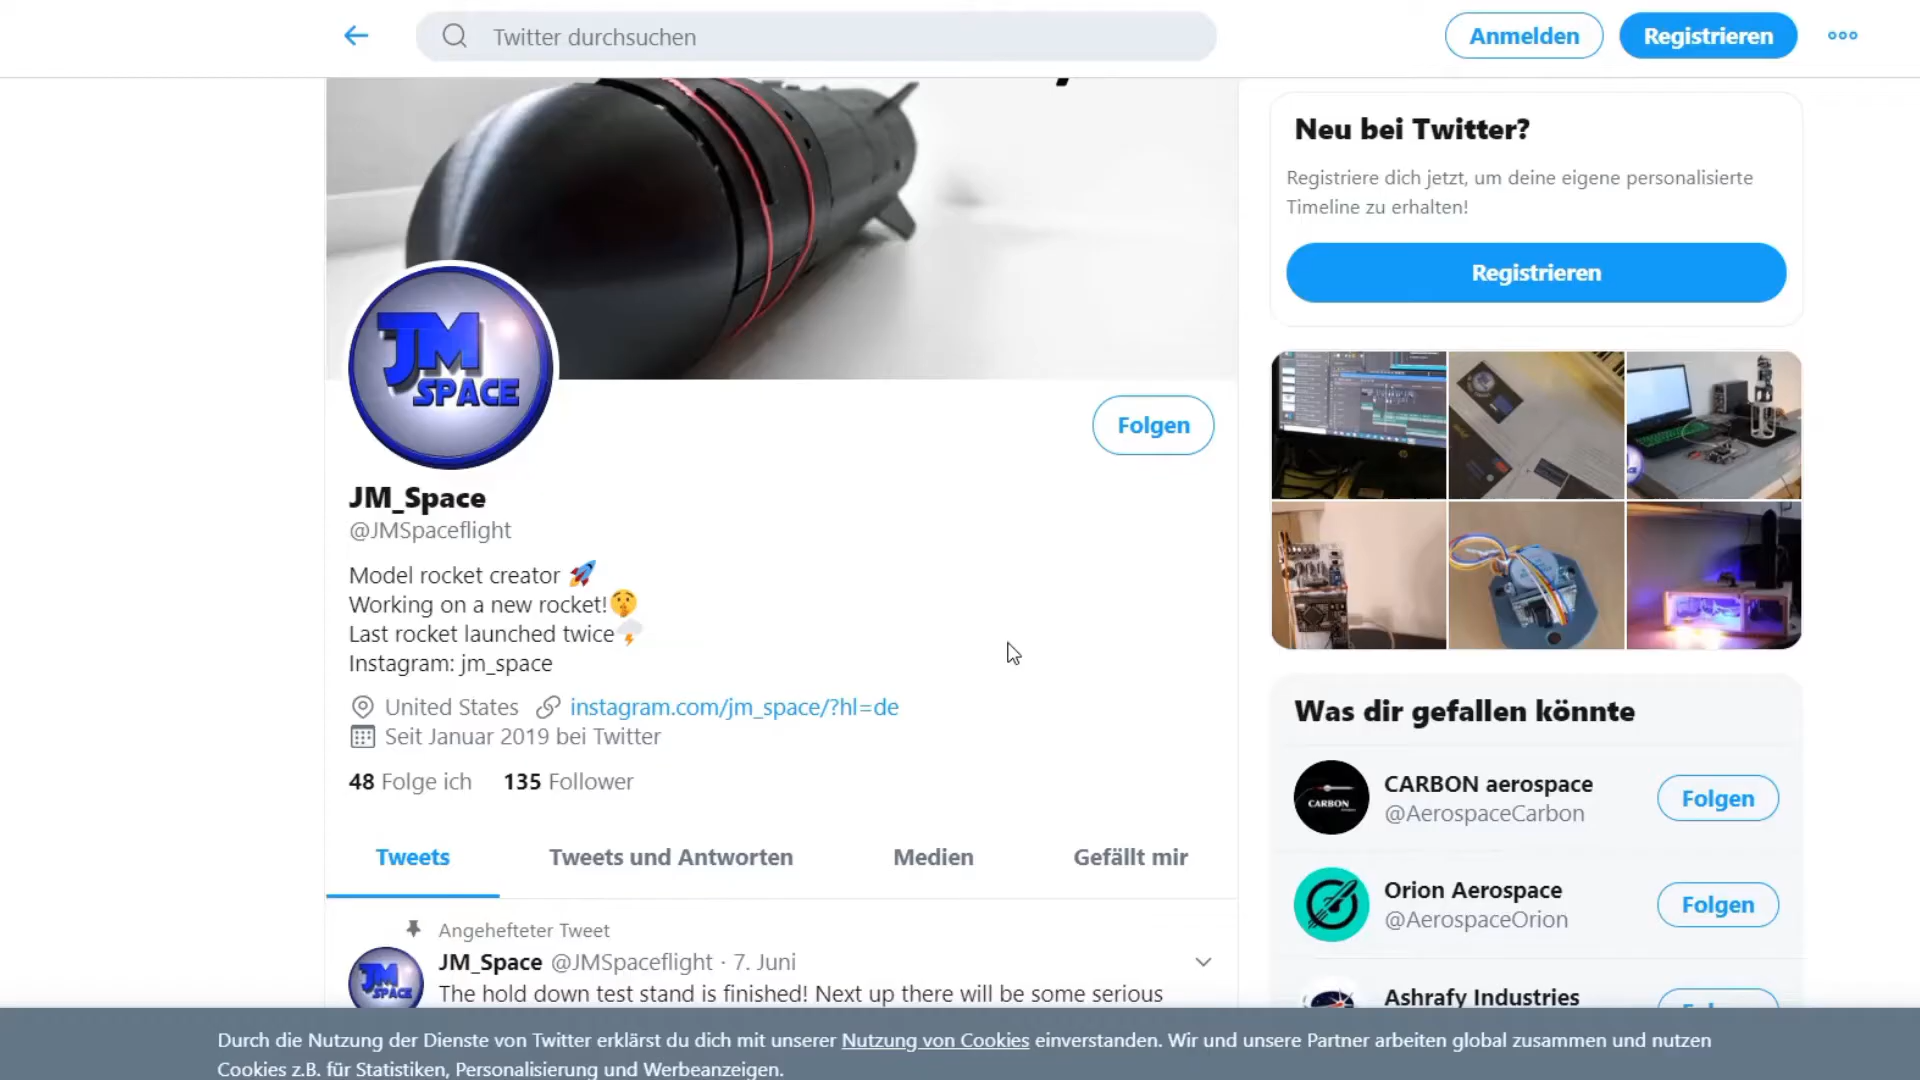 Twitter durchsuchen
Anmelden
Registrieren
JM
SPACE
Folgen
JM_Space
@JMSpaceflight
Model rocket creator 🚀
Working on a new rocket!🤫
Last rocket launched twice🌩️
Instagram: jm_space
United States instagram.com/jm_space/?hl=de
Seit Januar 2019 bei Twitter
48 Folge ich 135 Follower
Tweets Tweets und Antworten Medien Gefällt mir
Angehefteter Tweet
JM_Space @JMSpaceflight · 7. Juni
JM
SPACE
The hold down test stand is finished! Next up there will be some serious
Neu bei Twitter?
Registriere dich jetzt, um deine eigene personalisierte
Timeline zu erhalten!
Registrieren
Was dir gefallen könnte
CARBON
CARBON aerospace
@AerospaceCarbon
Folgen
Orion Aerospace
@AerospaceOrion
Folgen
Ashrafy Industries
Durch die Nutzung der Dienste von Twitter erklärst du dich mit unserer Nutzung von Cookies einverstanden. Wir und unsere Partner arbeiten global zusammen und nutzen
Cookies z.B. für Statistiken, Personalisierung und Werbeanzeigen.